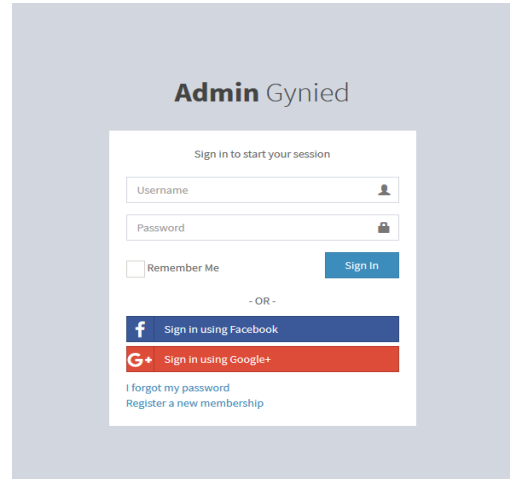 Admin Gynied
Sign in to start your session
Username
Password
Remember Me
Sign In
- OR -
f Sign in using Facebook
G+ Sign in using Google+
I forgot my password
Register a new membership